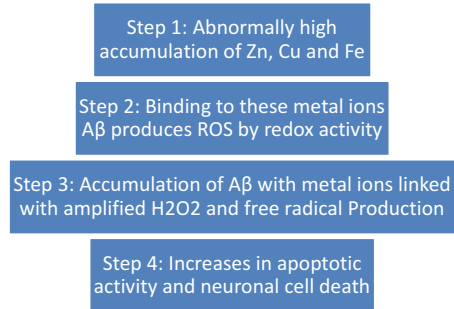 Step 1: Abnormally high
accumulation of Zn, Cu and Fe
Step 2: Binding to these metal ions
Aβ produces ROS by redox activity
Step 3: Accumulation of Aβ with metal ions linked
with amplified H2O2 and free radical Production
Step 4: Increases in apoptotic
activity and neuronal cell death